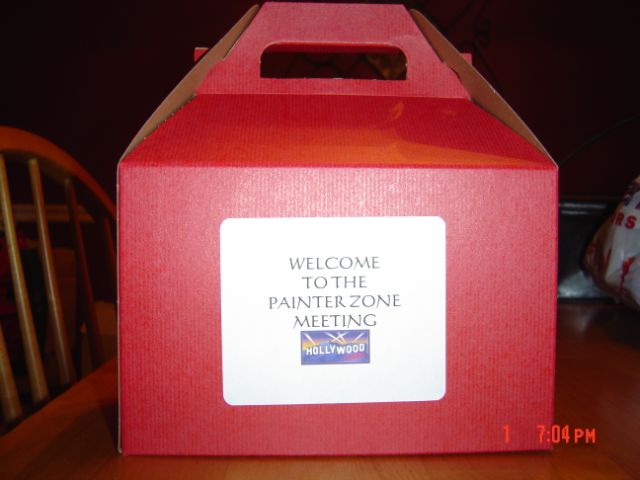 WELCOME
TO THE
PAINTER ZONE
MEETING
HOLLYWOOD
1 7:04 PM